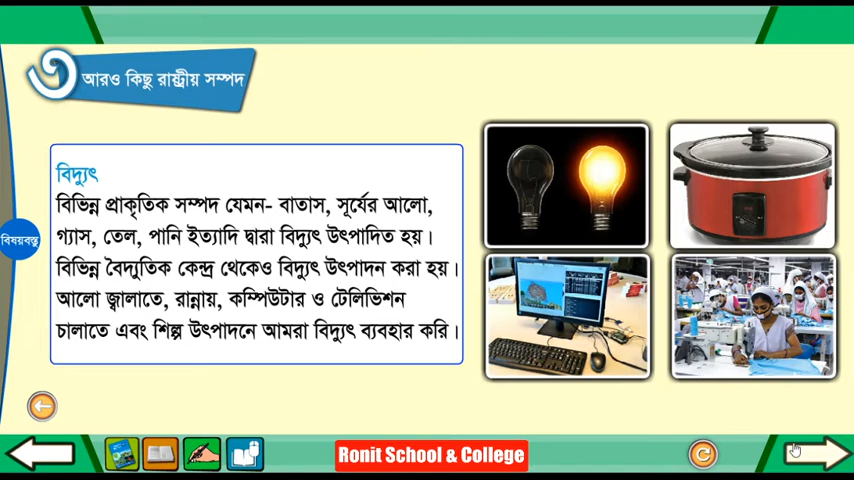 ৩ আরও কিছু রাষ্ট্রীয় সম্পদ
বিদ্যুৎ
বিভিন্ন প্রাকৃতিক সম্পদ যেমন- বাতাস, সূর্যের আলো,
গ্যাস, তেল, পানি ইত্যাদি দ্বারা বিদ্যুৎ উৎপাদিত হয়।
বিভিন্ন বৈদ্যুতিক কেন্দ্র থেকেও বিদ্যুৎ উৎপাদন করা হয়।
আলো জ্বালাতে, রান্নায়, কম্পিউটার ও টেলিভিশন
চালাতে এবং শিল্প উৎপাদনে আমরা বিদ্যুৎ ব্যবহার করি।
বিষয়বস্তু
Ronit School & College